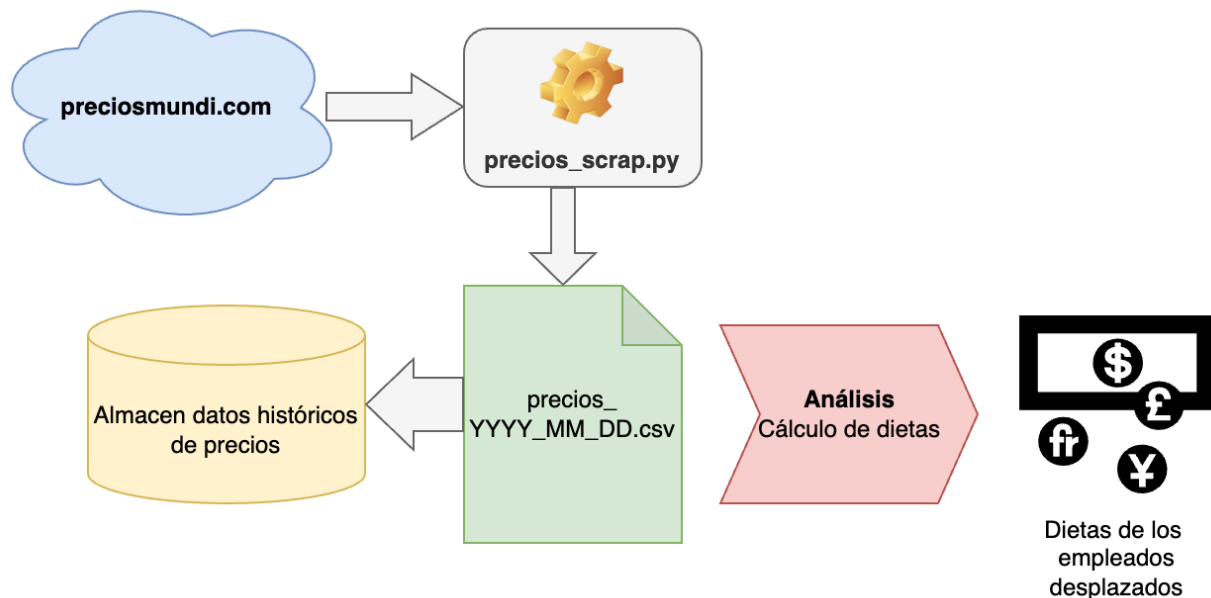 preciosmundi.com
precios_scrap.py
Almacen datos históricos
de precios
precios_
YYYY_MM_DD.csv
Análisis
Cálculo de dietas
$
£
fr
¥
Dietas de los
empleados
desplazados